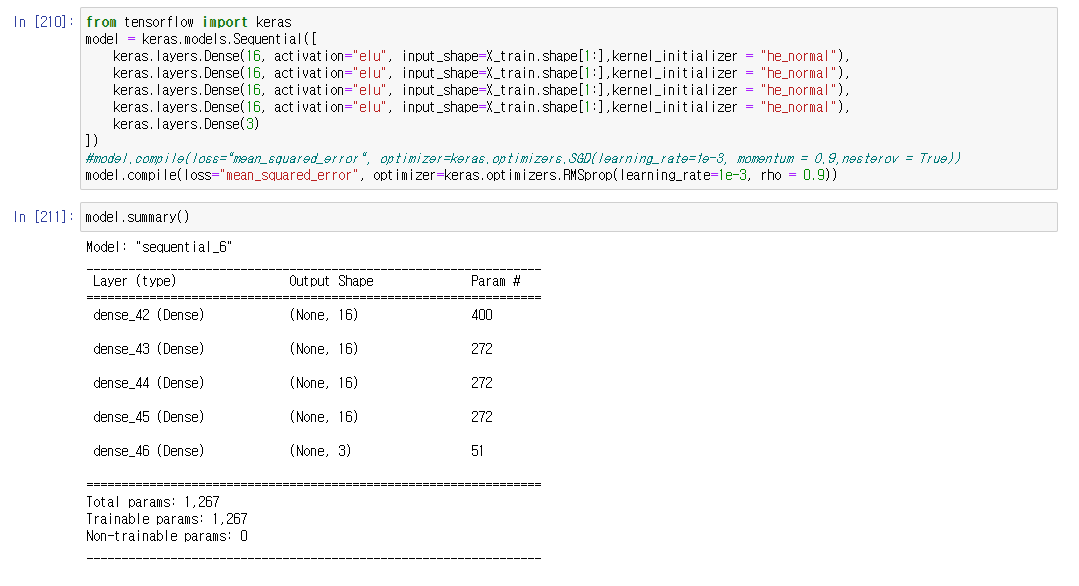 In [210]:
from tensorflow import keras
model = keras.models.Sequential([
    keras.layers.Dense(16, activation="elu", input_shape=X_train.shape[1:],kernel_initializer = "he_normal"),
    keras.layers.Dense(16, activation="elu", input_shape=X_train.shape[1:],kernel_initializer = "he_normal"),
    keras.layers.Dense(16, activation="elu", input_shape=X_train.shape[1:],kernel_initializer = "he_normal"),
    keras.layers.Dense(16, activation="elu", input_shape=X_train.shape[1:],kernel_initializer = "he_normal"),
    keras.layers.Dense(3)
])
#model.compile(loss="mean_squared_error", optimizer=keras.optimizers.SGD(learning_rate=1e-3, momentum = 0.9,nesterov = True))
model.compile(loss="mean_squared_error", optimizer=keras.optimizers.RMSprop(learning_rate=1e-3, rho = 0.9))
In [211]:
model.summary()
Model: "sequential_6"
_________________________________________________________________
Layer (type)                Output Shape              Param #
=================================================================
dense_42 (Dense)            (None, 16)                400
dense_43 (Dense)            (None, 16)                272
dense_44 (Dense)            (None, 16)                272
dense_45 (Dense)            (None, 16)                272
dense_46 (Dense)            (None, 3)                 51
=================================================================
Total params: 1,267
Trainable params: 1,267
Non-trainable params: 0
_________________________________________________________________